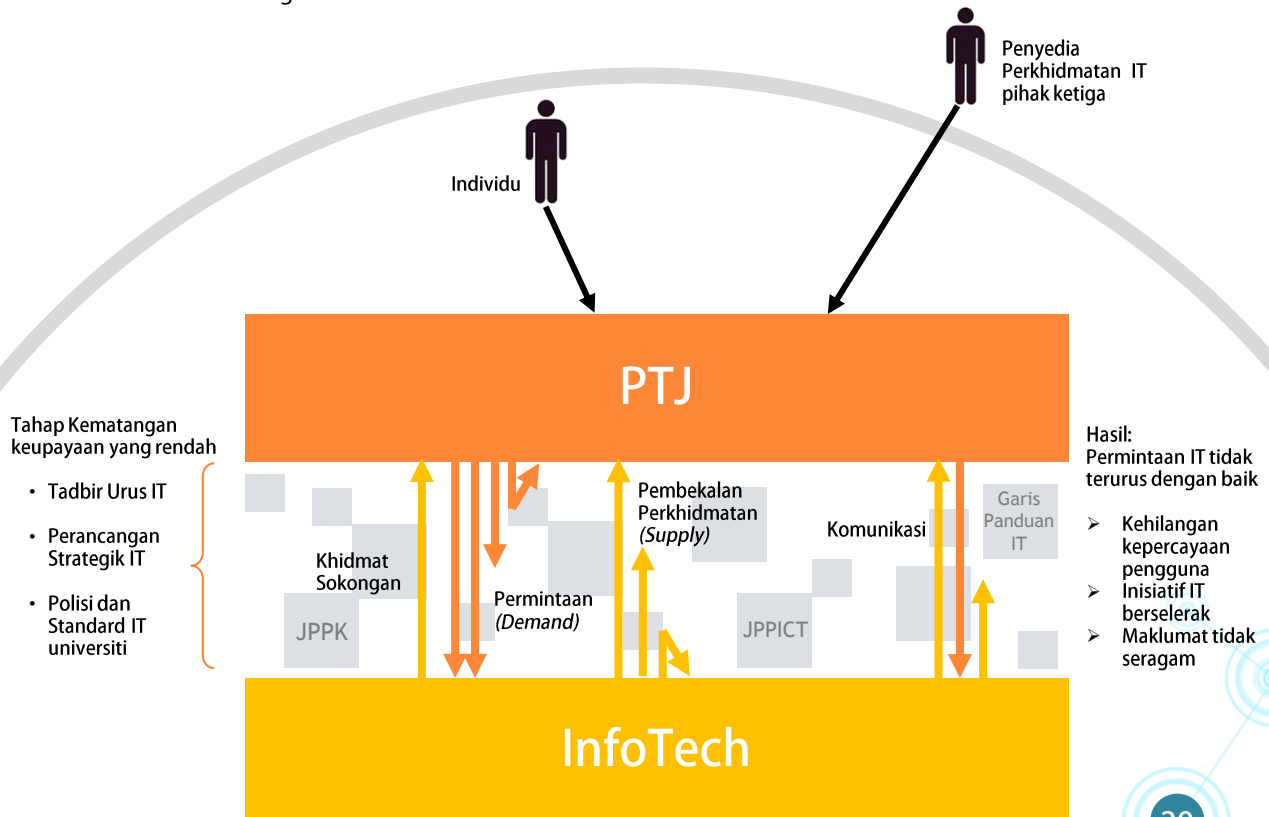 Penyedia
Perkhidmatan IT
pihak ketiga
Individu
PTJ
Tahap Kematangan
keupayaan yang rendah
• Tadbir Urus IT
• Perancangan
Strategik IT
• Polisi dan
Standard IT
universiti
Khidmat
Sokongan
JPPK
Permintaan
(Demand)
Pembekalan
Perkhidmatan
(Supply)
JPPICT
Komunikasi
Garis
Panduan
IT
Hasil:
Permintaan IT tidak
terurus dengan baik
➢ Kehilangan
kepercayaan
pengguna
➢ Inisiatif IT
berselerak
➢ Maklumat tidak
seragam
InfoTech